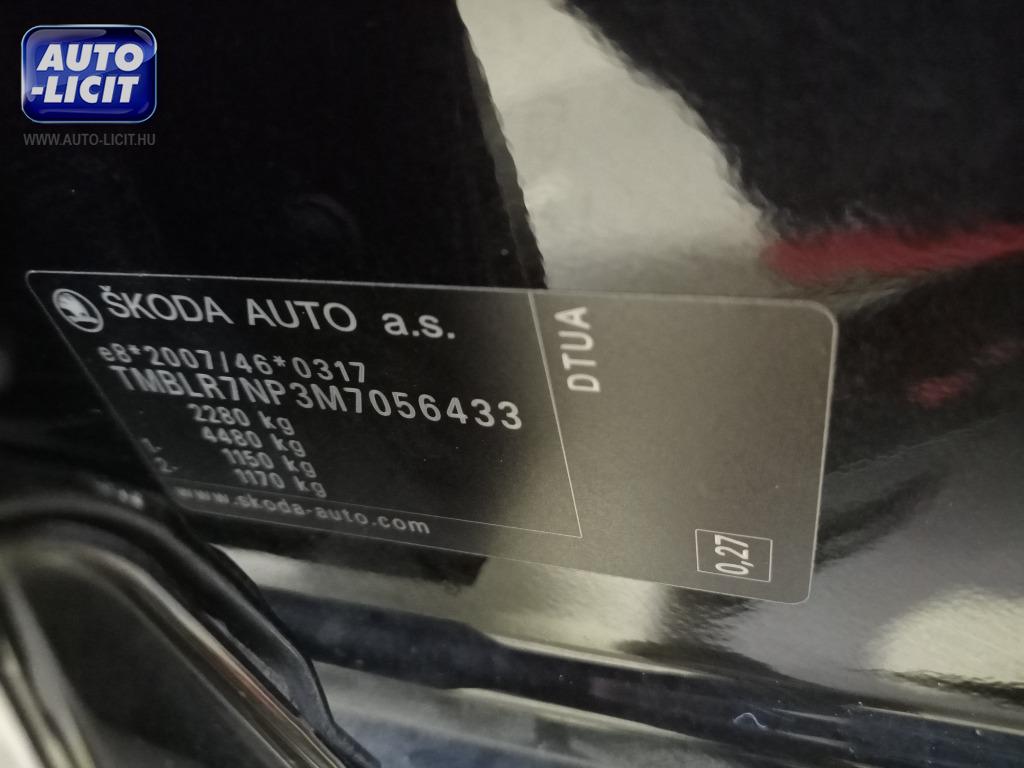 AUTO
-LICIT
WWW.AUTO-LICIT.HU
ŠKODA AUTO a.s.
e8*2007/46*0317
TMBLR7NP3M7056433
2280 kg
4480 kg
1. 1150 kg
2. 1170 kg
www.skoda-auto.com
DTUA
0,27